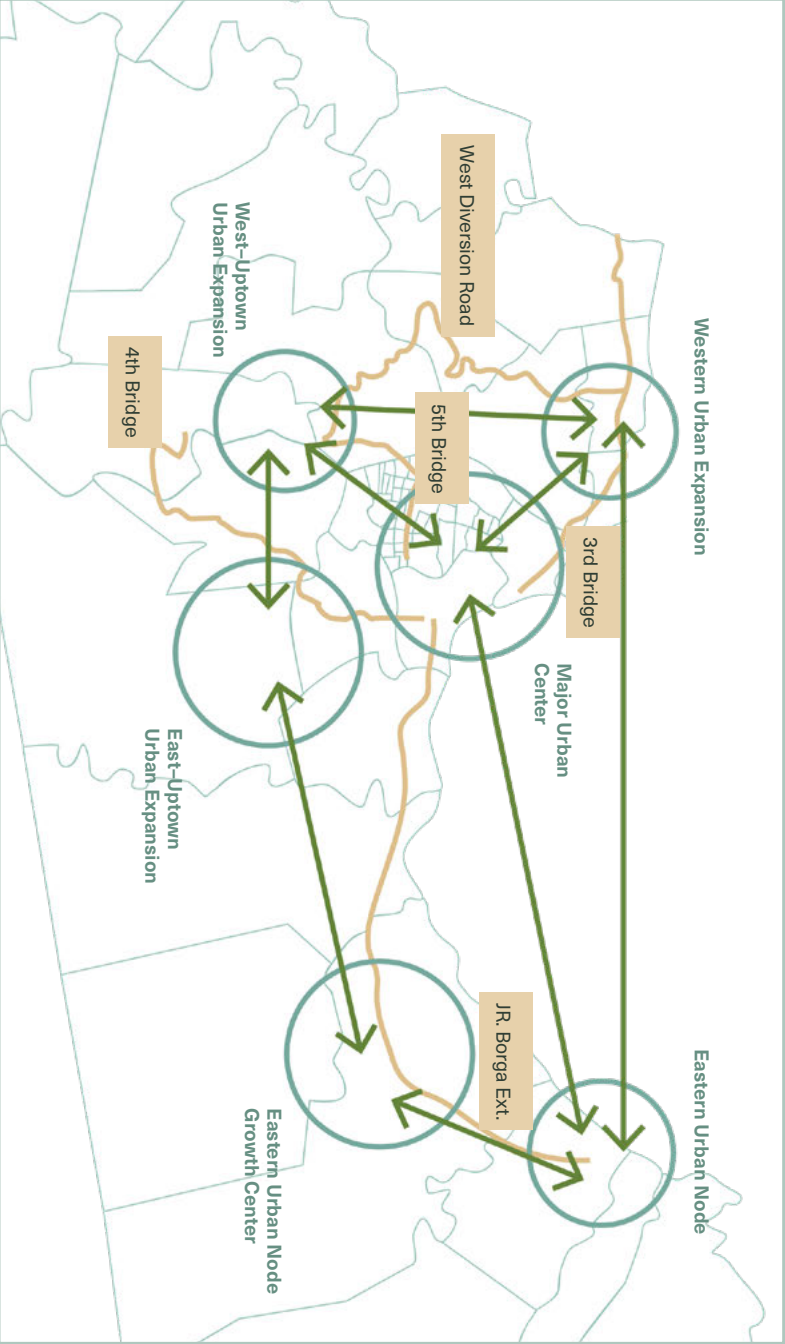 Western Urban Expansion
Eastern Urban Node
3rd Bridge
Major Urban
Center
West Diversion Road
JR. Borga Ext.
5th Bridge
West–Uptown
Urban Expansion
Eastern Urban Node
Growth Center
East–Uptown
Urban Expansion
4th Bridge